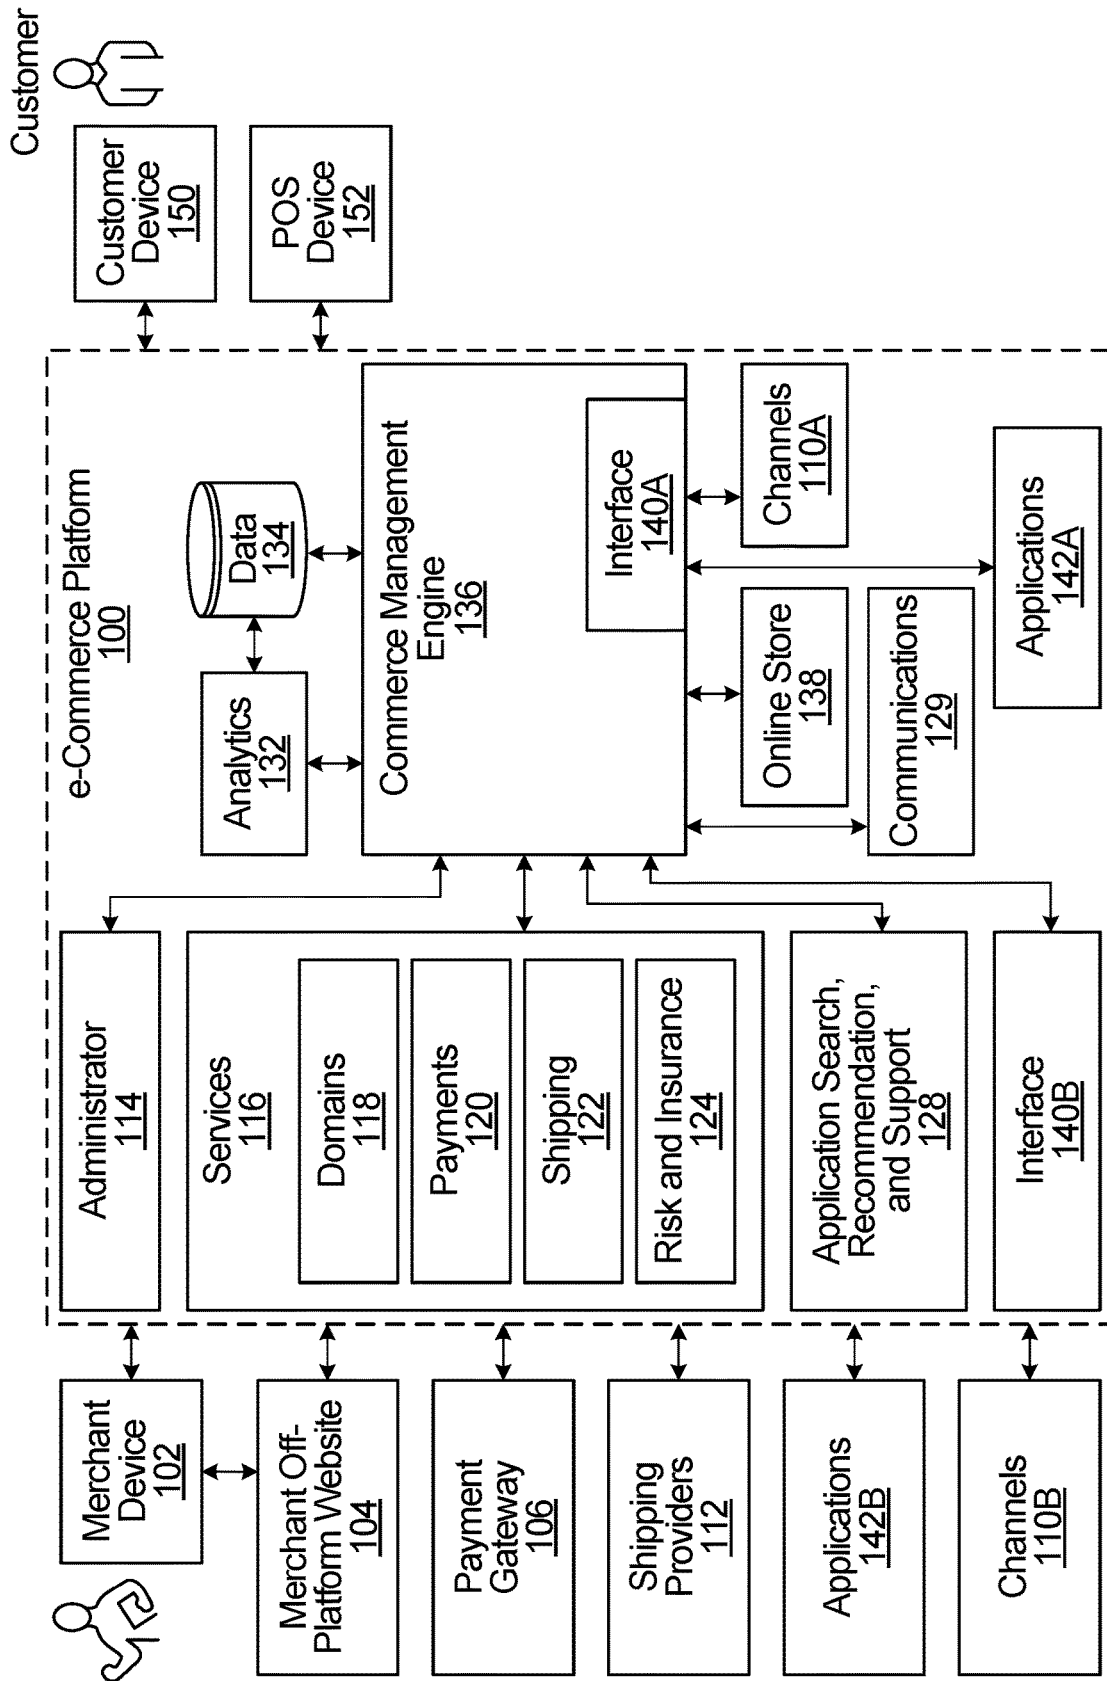 Customer
Customer
Device
150
POS
Device
152
e-Commerce Platform
100
Data
134
Analytics
132
Commerce Management
Engine
136
Interface
140A
Channels
110A
Online Store
138
Applications
142A
Communications
129
Administrator
114
Services
116
Domains
118
Payments
120
Shipping
122
Risk and Insurance
124
Application Search,
Recommendation,
and Support
128
Interface
140B
Merchant
Device
102
Merchant Off-
Platform Website
104
Payment
Gateway
106
Shipping
Providers
112
Applications
142B
Channels
110B